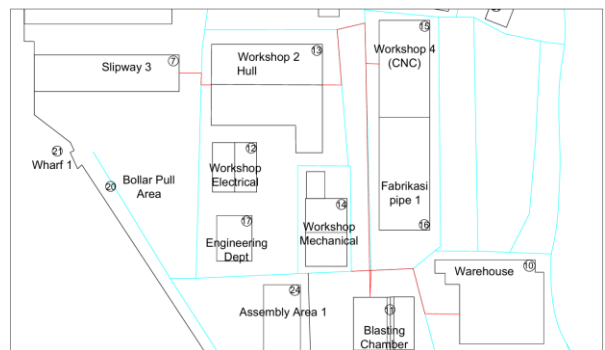 15
13
Workshop 2
Hull
Workshop 4
(CNC)
7
Slipway 3
21
Wharf 1
12
Workshop
Electrical
20
Bollar Pull
Area
Fabrikasi
pipe 1
14
17
16
Workshop
Mechanical
Engineering
Dept
10
Warehouse
24
Assembly Area 1
11
Blasting
Chamber